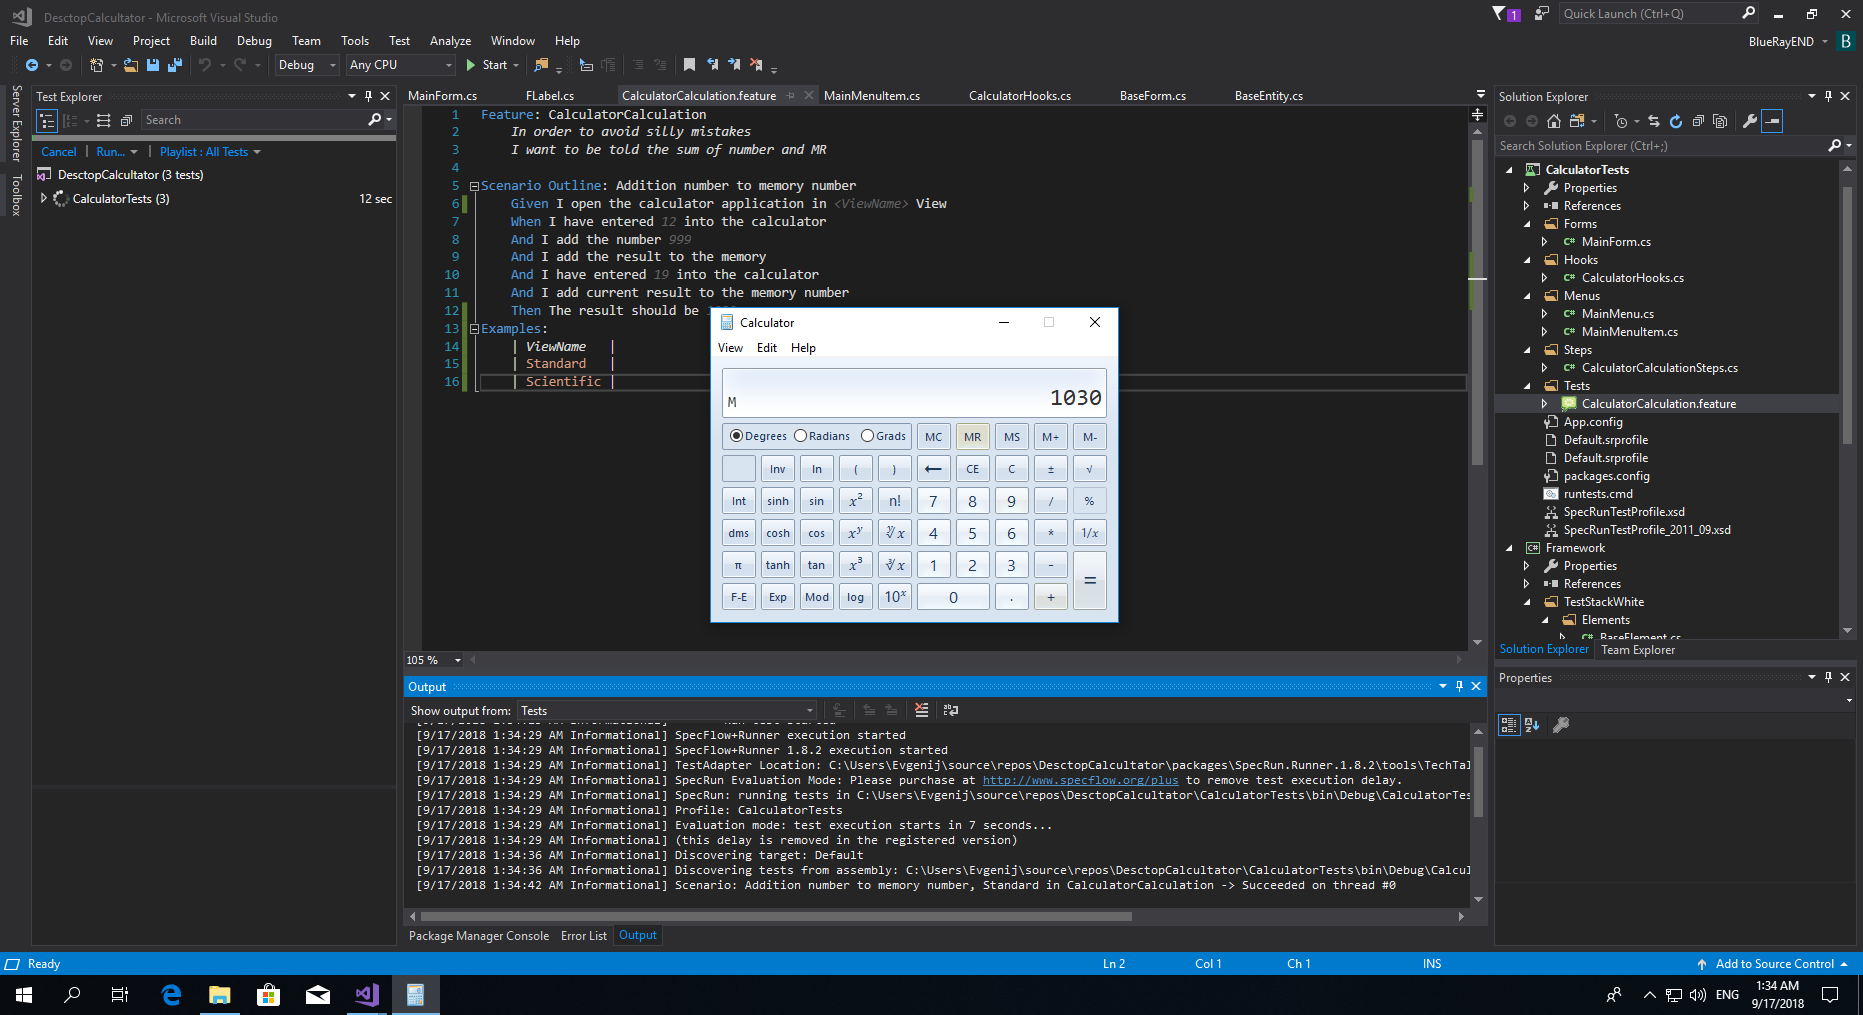 DesctopCalcultator - Microsoft Visual Studio
1
Quick Launch (Ctrl+Q)
File Edit View Project Build Debug Team Tools Test Analyze Window Help
BlueRayEND B
Debug Any CPU Start
Server Explorer
Toolbox
Test Explorer
Search
Cancel | Run... | Playlist : All Tests
DesctopCalcultator (3 tests)
CalculatorTests (3) 12 sec
MainForm.cs FLabel.cs CalculatorCalculation.feature MainMenuItem.cs CalculatorHooks.cs BaseForm.cs BaseEntity.cs
1 Feature: CalculatorCalculation
2 In order to avoid silly mistakes
3 I want to be told the sum of number and MR
4
5 Scenario Outline: Addition number to memory number
6 Given I open the calculator application in <ViewName> View
7 When I have entered 12 into the calculator
8 And I add the number 999
9 And I add the result to the memory
10 And I have entered 19 into the calculator
11 And I add current result to the memory number
12 Then The result should be
13 Examples:
14 | ViewName |
15 | Standard |
16 | Scientific |
Calculator
View Edit Help
M 1030
Degrees Radians Grads MC MR MS M+ M-
Inv ln ( ) ← CE C ± √
Int sinh sin x² n! 7 8 9 / %
dms cosh cos xʸ ʸ√x 4 5 6 * 1/x
π tanh tan x³ ³√x 1 2 3 - =
F-E Exp Mod log 10ˣ 0 . +
105 %
Output
Show output from: Tests
[9/17/2018 1:34:29 AM Informational] SpecFlow+Runner execution started
[9/17/2018 1:34:29 AM Informational] SpecFlow+Runner 1.8.2 execution started
[9/17/2018 1:34:29 AM Informational] TestAdapter Location: C:\Users\Evgenij\source\repos\DesctopCalcultator\packages\SpecRun.Runner.1.8.2\tools\TechTal
[9/17/2018 1:34:29 AM Informational] SpecRun Evaluation Mode: Please purchase at http://www.specflow.org/plus to remove test execution delay.
[9/17/2018 1:34:29 AM Informational] SpecRun: running tests in C:\Users\Evgenij\source\repos\DesctopCalcultator\CalculatorTests\bin\Debug\CalculatorTes
[9/17/2018 1:34:29 AM Informational] Profile: CalculatorTests
[9/17/2018 1:34:29 AM Informational] Evaluation mode: test execution starts in 7 seconds...
[9/17/2018 1:34:29 AM Informational] (this delay is removed in the registered version)
[9/17/2018 1:34:36 AM Informational] Discovering target: Default
[9/17/2018 1:34:36 AM Informational] Discovering tests from assembly: C:\Users\Evgenij\source\repos\DesctopCalcultator\CalculatorTests\bin\Debug\Calcul
[9/17/2018 1:34:42 AM Informational] Scenario: Addition number to memory number, Standard in CalculatorCalculation -> Succeeded on thread #0
Package Manager Console Error List Output
Solution Explorer
Search Solution Explorer (Ctrl+;)
CalculatorTests
Properties
References
Forms
C# MainForm.cs
Hooks
C# CalculatorHooks.cs
Menus
C# MainMenu.cs
C# MainMenuItem.cs
Steps
C# CalculatorCalculationSteps.cs
Tests
CalculatorCalculation.feature
App.config
Default.srprofile
Default.srprofile
packages.config
runtests.cmd
SpecRunTestProfile.xsd
SpecRunTestProfile_2011_09.xsd
C# Framework
Properties
References
TestStackWhite
Elements
C# BaseElement.cs
Solution Explorer Team Explorer
Properties
Ready Ln 2 Col 1 Ch 1 INS Add to Source Control
ENG 1:34 AM
9/17/2018